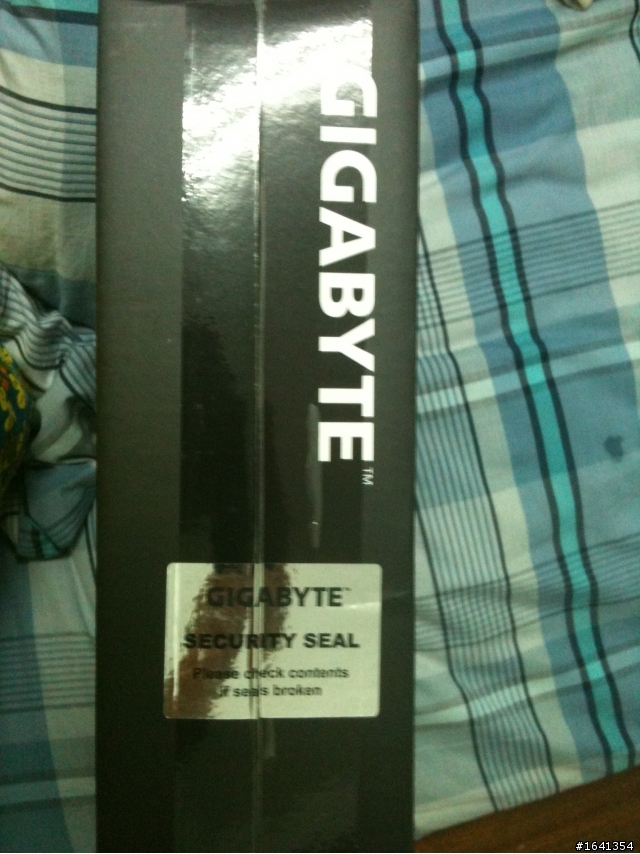 GIGABYTE™
GIGABYTE™
SECURITY SEAL
Please check contents
if seal is broken
#1641354